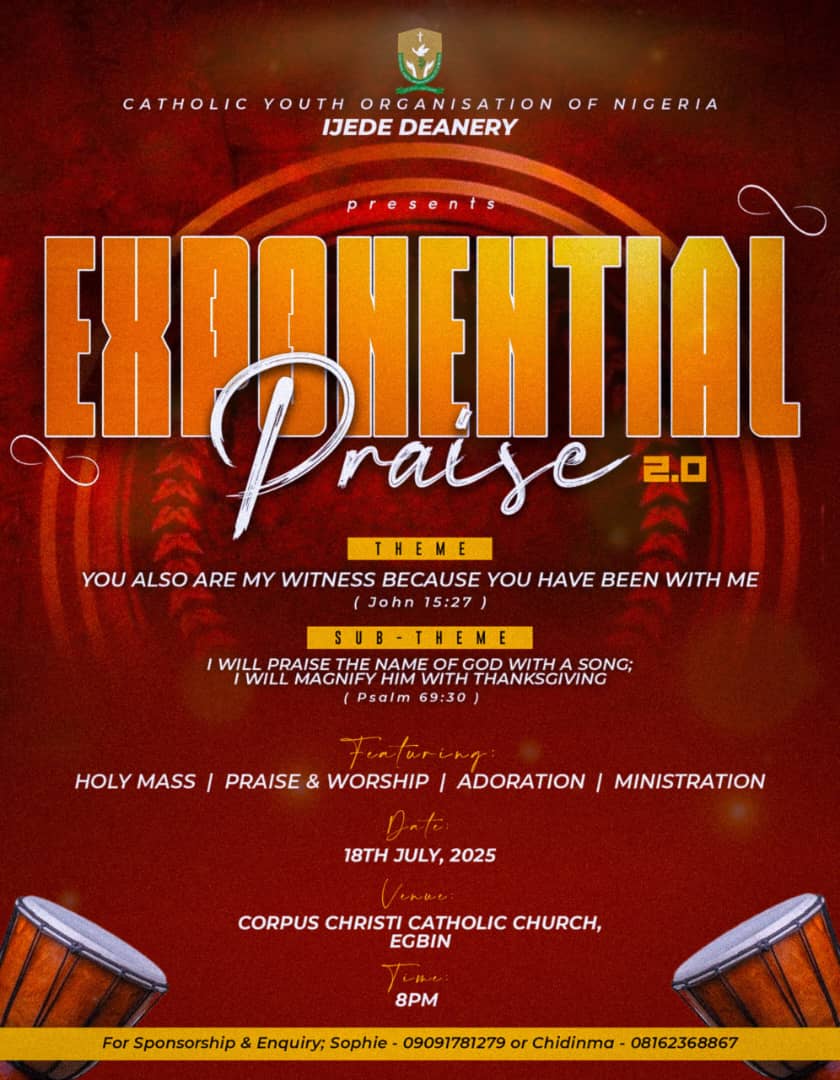 CATHOLIC YOUTH ORGANISATION OF NIGERIA
IJEDE DEANERY
presents
EXPONENTIAL
Praise 2.0
THEME
YOU ALSO ARE MY WITNESS BECAUSE YOU HAVE BEEN WITH ME
( John 15:27 )
SUB-THEME
I WILL PRAISE THE NAME OF GOD WITH A SONG;
I WILL MAGNIFY HIM WITH THANKSGIVING
( Psalm 69:30 )
Featuring:
HOLY MASS | PRAISE & WORSHIP | ADORATION | MINISTRATION
Date:
18TH JULY, 2025
Venue:
CORPUS CHRISTI CATHOLIC CHURCH,
EGBIN
Time:
8PM
For Sponsorship & Enquiry; Sophie - 09091781279 or Chidinma - 08162368867